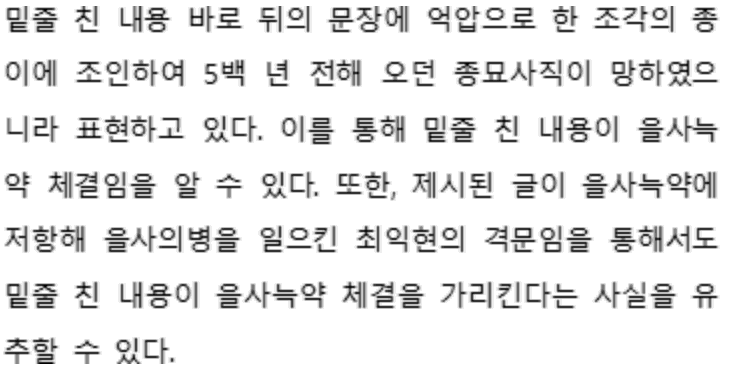 밑줄 친 내용 바로 뒤의 문장에 억압으로 한 조각의 종
이에 조인하여 5백 년 전해 오던 종묘사직이 망하였으
니라 표현하고 있다. 이를 통해 밑줄 친 내용이 을사늑
약 체결임을 알 수 있다. 또한, 제시된 글이 을사늑약에
저항해 을사의병을 일으킨 최익현의 격문임을 통해서도
밑줄 친 내용이 을사늑약 체결을 가리킨다는 사실을 유
추할 수 있다.